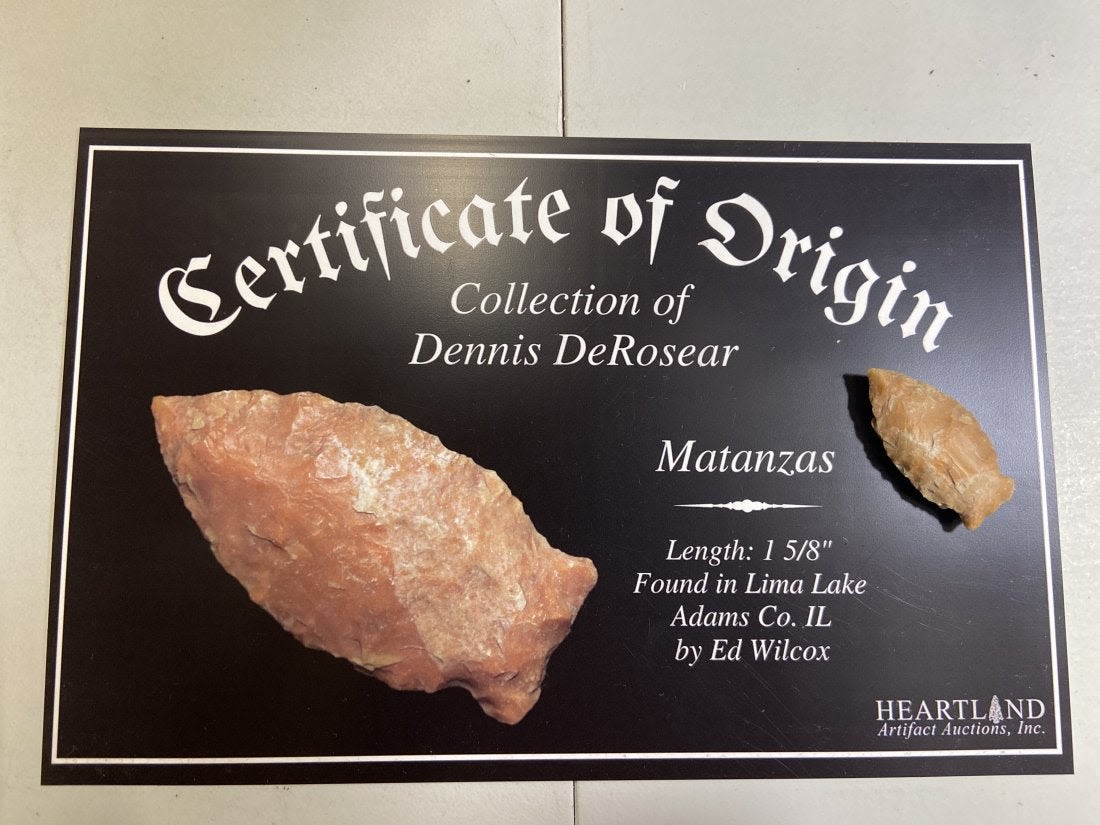 Certificate of Origin
Collection of
Dennis DeRosear
Matanzas
Length: 1 5/8"
Found in Lima Lake
Adams Co. IL
by Ed Wilcox
HEARTLAND
Artifact Auctions, Inc.